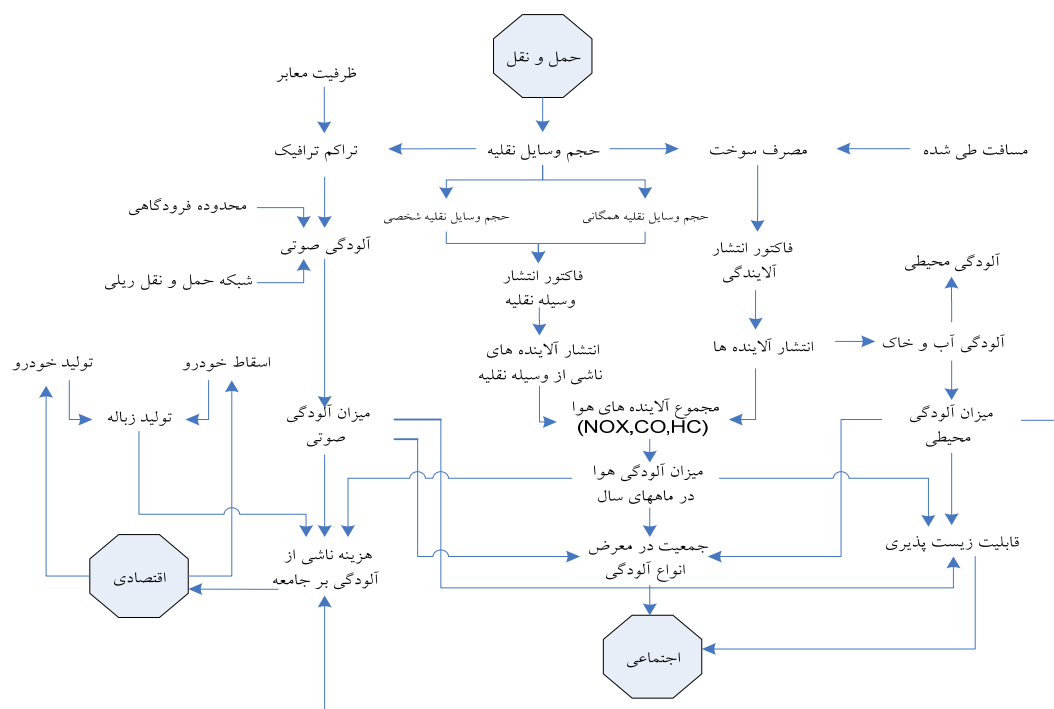 حمل و نقل
ظرفیت معابر
مسافت طی شده
مصرف سوخت
حجم وسایل نقلیه
تراکم ترافیک
حجم وسایل نقلیه همگانی
حجم وسایل نقلیه شخصی
محدوده فرودگاهی
آلودگی صوتی
شبکه حمل و نقل ریلی
فاکتور انتشار
آلایندگی
فاکتور انتشار
وسیله نقلیه
آلودگی محیطی
آلودگی آب و خاک
انتشار آلاینده ها
انتشار آلاینده های
ناشی از وسیله نقلیه
اسقاط خودرو
تولید خودرو
تولید زباله
میزان آلودگی
محیطی
مجموع آلاینده های هوا
(NOX,CO,HC)
میزان آلودگی
صوتی
میزان آلودگی هوا
در ماههای سال
قابلیت زیست پذیری
جمعیت در معرض
انواع آلودگی
هزینه ناشی از
آلودگی بر جامعه
اقتصادی
اجتماعی